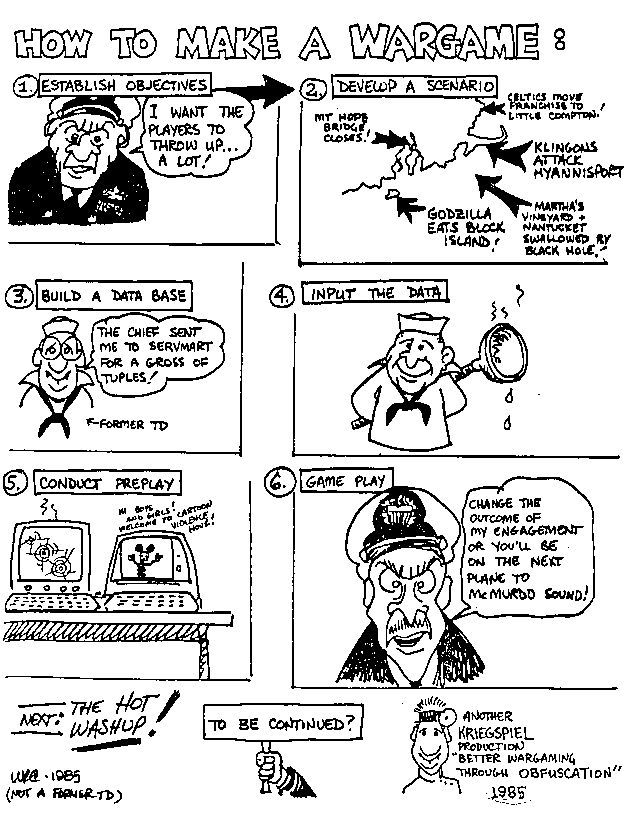 HOW TO MAKE A WARGAME:
1. ESTABLISH OBJECTIVES
I WANT THE
PLAYERS TO
THROW UP...
A LOT!
2. DEVELOP A SCENARIO
CELTICS MOVE
FRANCHISE TO
LITTLE COMPTON!
MT HOPE
BRIDGE
CLOSES!
KLINGONS
ATTACK
HYANNISPORT
GODZILLA
EATS BLOCK
ISLAND!
MARTHA'S
VINEYARD +
NANTUCKET
SWALLOWED BY
BLACK HOLE!
3. BUILD A DATA BASE
THE CHIEF SENT
ME TO SERVMART
FOR A GROSS OF
TUPLES!
FORMER TD
4. INPUT THE DATA
5. CONDUCT PREPLAY
HI BOYS
AND GIRLS!
WELCOME TO CARTOON
VIOLENCE
HOUR!
6. GAME PLAY
CHANGE THE
OUTCOME OF
MY ENGAGEMENT
OR YOU'LL BE
ON THE NEXT
PLANE TO
McMURDO SOUND!
NEXT: THE HOT
WASHUP!
TO BE CONTINUED?
ANOTHER
KRIEGSPIEL
PRODUCTION
"BETTER WARGAMING
THROUGH OBFUSCATION"
1985
1985
(NOT A FORMER TD)